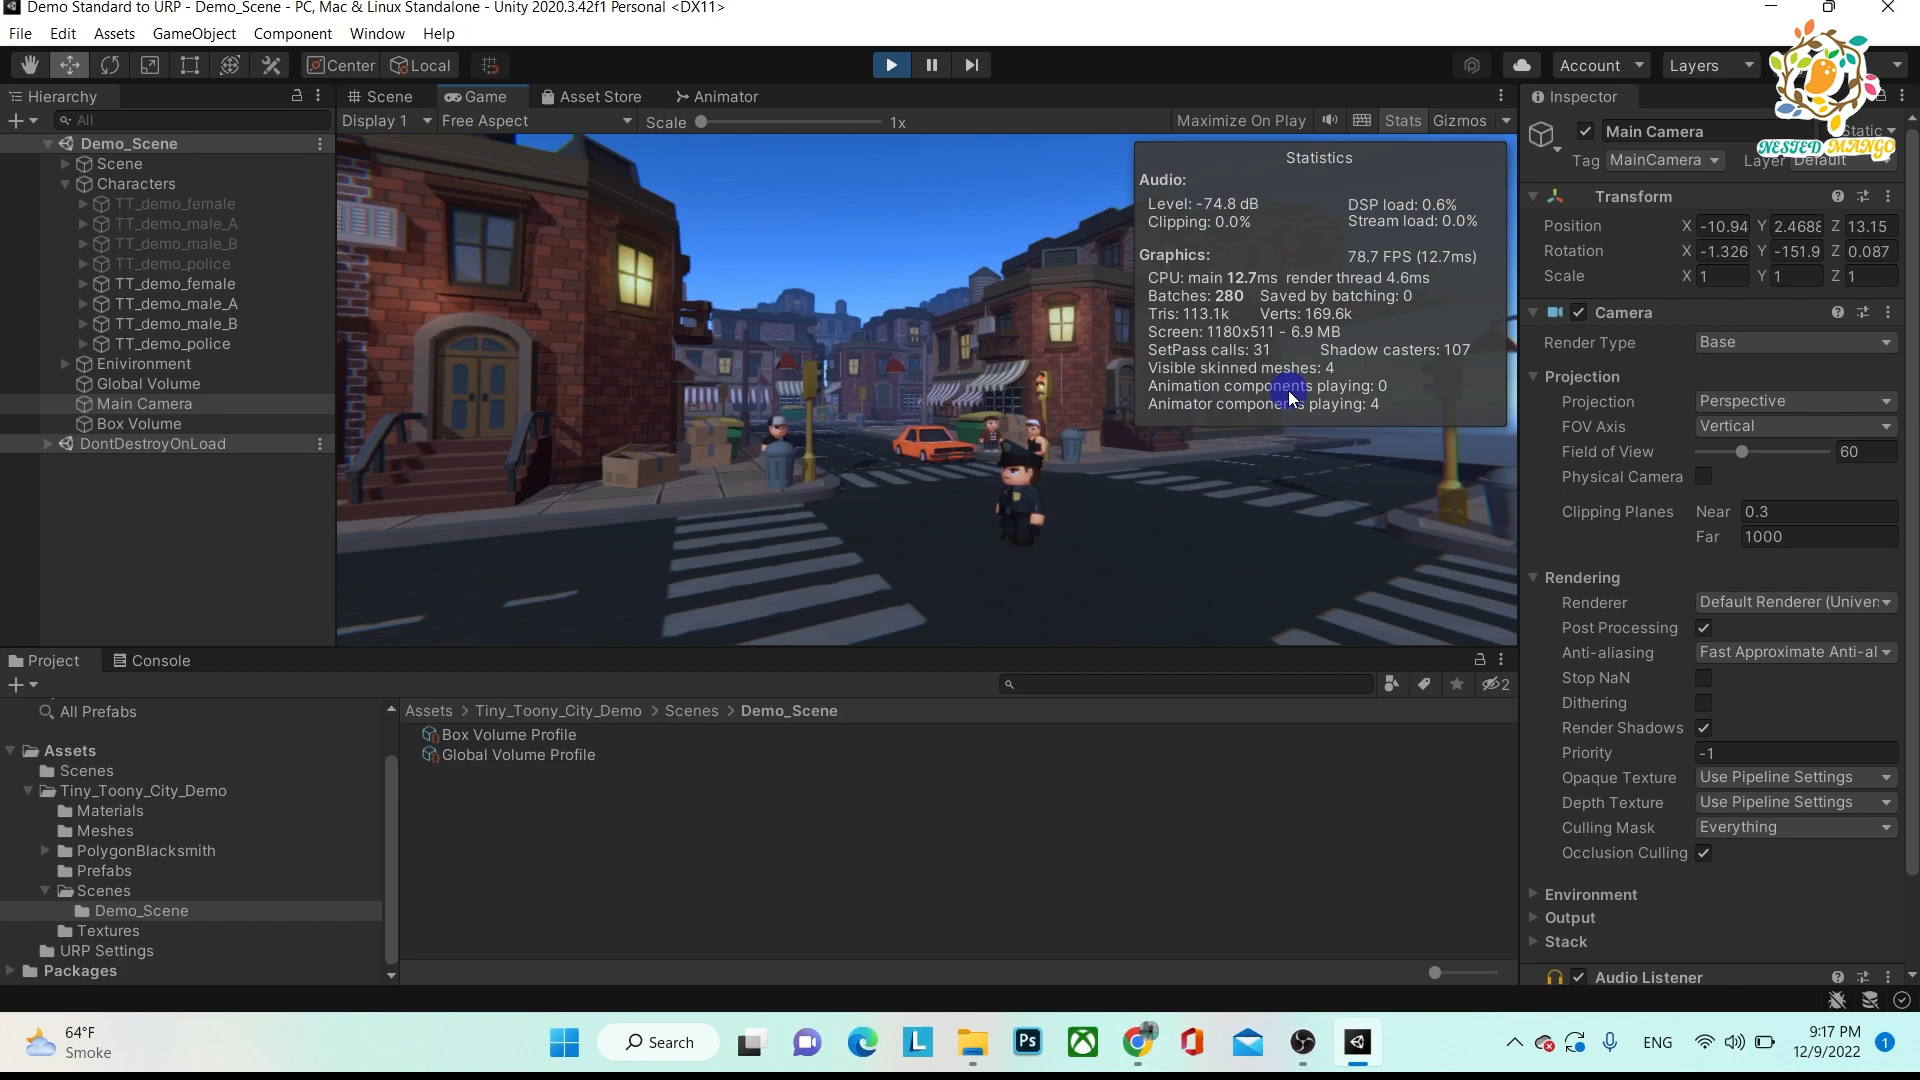 Demo Standard to URP - Demo_Scene - PC, Mac & Linux Standalone - Unity 2020.3.42f1 Personal <DX11>
File Edit Assets GameObject Component Window Help
Center Local Account Layers
Hierarchy
All
Demo_Scene
Scene
Characters
TT_demo_female
TT_demo_male_A
TT_demo_male_B
TT_demo_police
TT_demo_female
TT_demo_male_A
TT_demo_male_B
TT_demo_police
Enivironment
Global Volume
Main Camera
Box Volume
DontDestroyOnLoad
Scene Game Asset Store Animator
Display 1 Free Aspect Scale 1x Maximize On Play Stats Gizmos
Statistics
Audio:
Level: -74.8 dB DSP load: 0.6%
Clipping: 0.0% Stream load: 0.0%
Graphics: 78.7 FPS (12.7ms)
CPU: main 12.7ms render thread 4.6ms
Batches: 280 Saved by batching: 0
Tris: 113.1k Verts: 169.6k
Screen: 1180x511 - 6.9 MB
SetPass calls: 31 Shadow casters: 107
Visible skinned meshes: 4
Animation components playing: 0
Animator components playing: 4
Inspector
Main Camera Static
NESTED MANGO
Tag MainCamera Layer Default
Transform
Position X -10.94 Y 2.4688 Z 13.15
Rotation X -1.326 Y -151.9 Z 0.087
Scale X 1 Y 1 Z 1
Camera
Render Type Base
Projection
Projection Perspective
FOV Axis Vertical
Field of View 60
Physical Camera
Clipping Planes Near 0.3
Far 1000
Rendering
Renderer Default Renderer (Univer:
Post Processing
Anti-aliasing Fast Approximate Anti-al
Stop NaN
Dithering
Render Shadows
Priority -1
Opaque Texture Use Pipeline Settings
Depth Texture Use Pipeline Settings
Culling Mask Everything
Occlusion Culling
Environment
Output
Stack
Audio Listener
Project Console
2
All Prefabs
Assets
Scenes
Tiny_Toony_City_Demo
Materials
Meshes
PolygonBlacksmith
Prefabs
Scenes
Demo_Scene
Textures
URP Settings
Packages
Assets > Tiny_Toony_City_Demo > Scenes > Demo_Scene
Box Volume Profile
Global Volume Profile
64°F
Smoke
Search
Ps
L
ENG
9:17 PM
12/9/2022
1